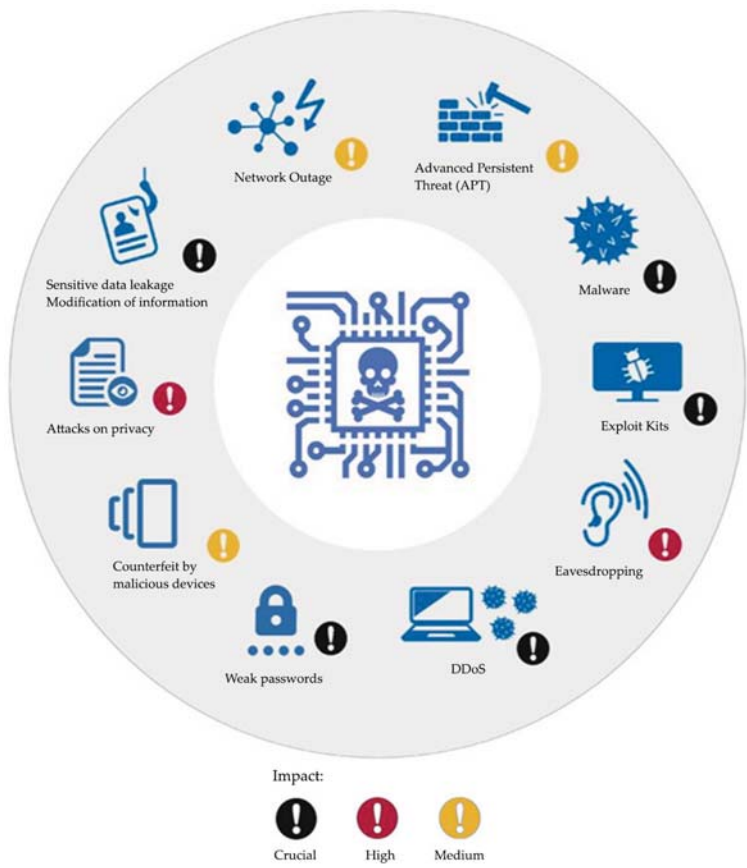 Network Outage
Advanced Persistent
Threat (APT)
Sensitive data leakage
Modification of information
Malware
Attacks on privacy
Exploit Kits
Counterfeit by
malicious devices
Eavesdropping
Weak passwords
DDoS
Impact:
Crucial
High
Medium